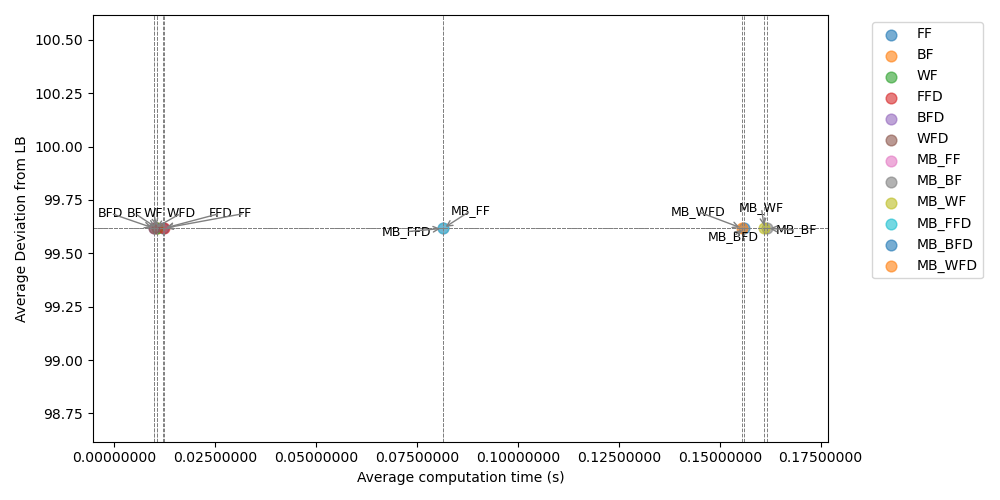 100.50
100.25
100.00
99.75
99.50
99.25
99.00
98.75
Average Deviation from LB
BFD
BF
WF
WFD
FFD
FF
MB_FF
MB_FFD
MB_WFD
MB_WF
MB_BFD
MB_BF
0.00000000
0.02500000
0.05000000
0.07500000
0.10000000
0.12500000
0.15000000
0.17500000
Average computation time (s)
FF
BF
WF
FFD
BFD
WFD
MB_FF
MB_BF
MB_WF
MB_FFD
MB_BFD
MB_WFD